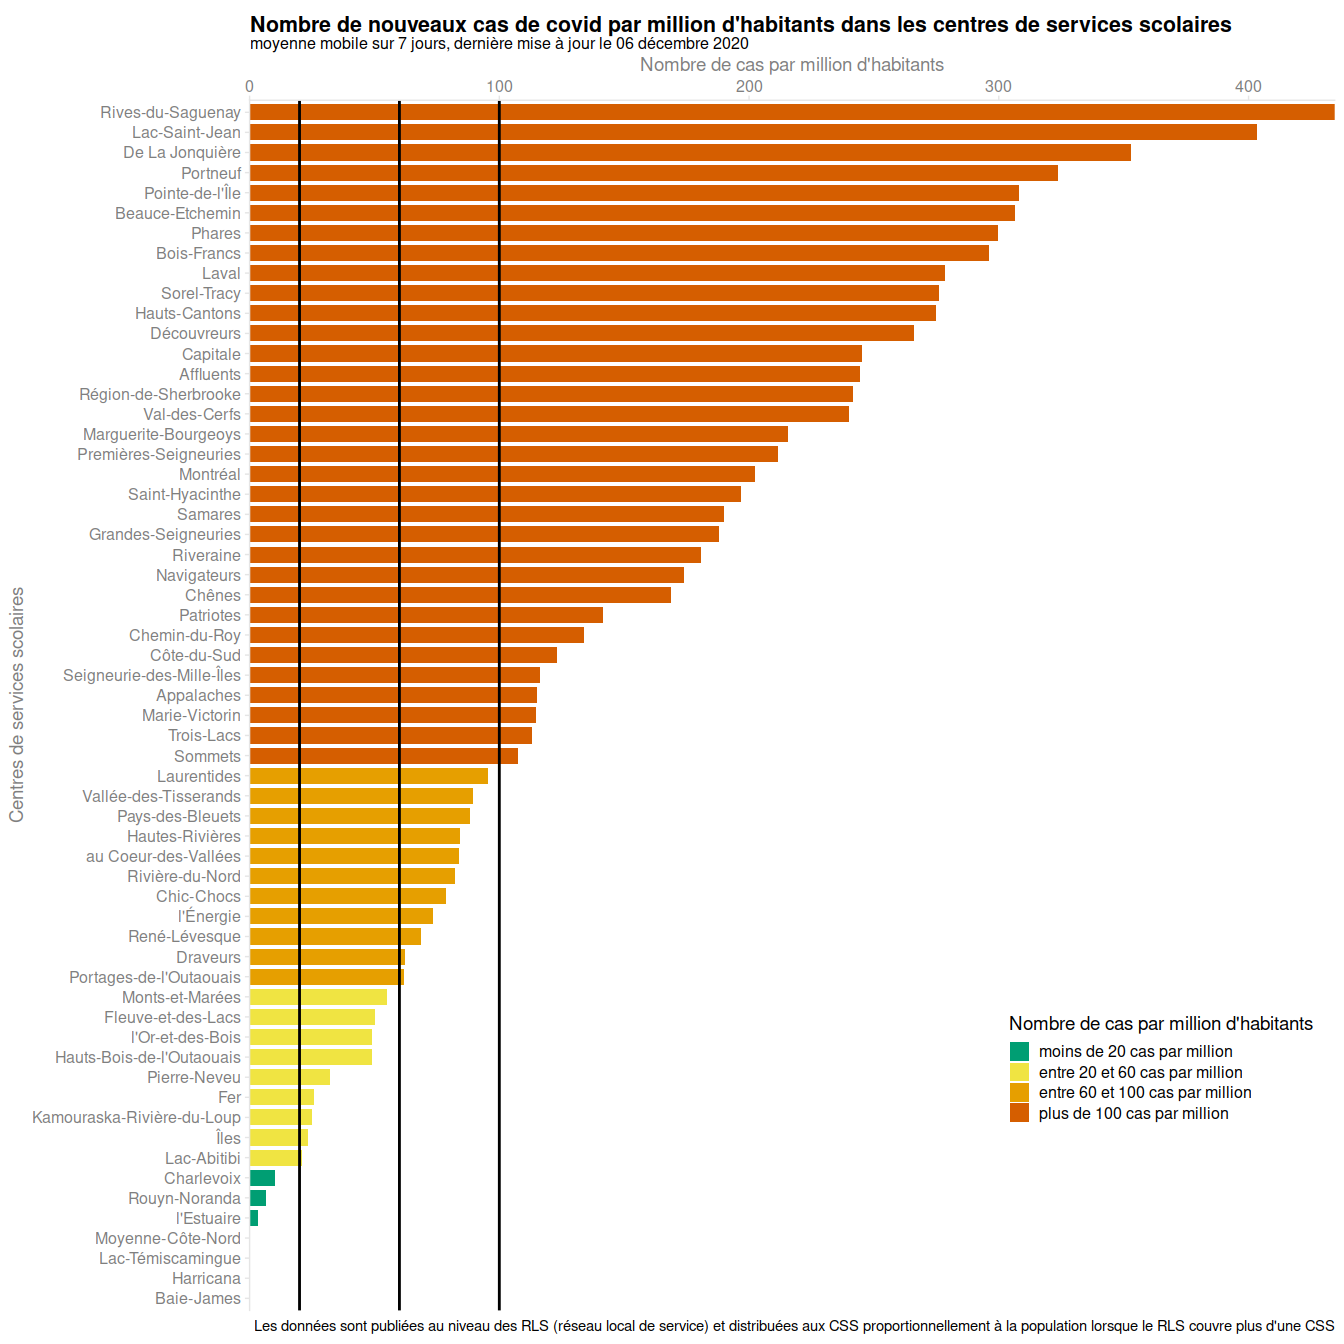 Nombre de nouveaux cas de covid par million d'habitants dans les centres de services scolaires
moyenne mobile sur 7 jours, dernière mise à jour le 06 décembre 2020
Nombre de cas par million d'habitants
0 100 200 300 400
Centres de services scolaires
Rives-du-Saguenay
Lac-Saint-Jean
De La Jonquière
Portneuf
Pointe-de-l'Île
Beauce-Etchemin
Phares
Bois-Francs
Laval
Sorel-Tracy
Hauts-Cantons
Découvreurs
Capitale
Affluents
Région-de-Sherbrooke
Val-des-Cerfs
Marguerite-Bourgeoys
Premières-Seigneuries
Montréal
Saint-Hyacinthe
Samares
Grandes-Seigneuries
Riveraine
Navigateurs
Chênes
Patriotes
Chemin-du-Roy
Côte-du-Sud
Seigneurie-des-Mille-Îles
Appalaches
Marie-Victorin
Trois-Lacs
Sommets
Laurentides
Vallée-des-Tisserands
Pays-des-Bleuets
Hautes-Rivières
au Coeur-des-Vallées
Rivière-du-Nord
Chic-Chocs
l'Énergie
René-Lévesque
Draveurs
Portages-de-l'Outaouais
Monts-et-Marées
Fleuve-et-des-Lacs
l'Or-et-des-Bois
Hauts-Bois-de-l'Outaouais
Pierre-Neveu
Fer
Kamouraska-Rivière-du-Loup
Îles
Lac-Abitibi
Charlevoix
Rouyn-Noranda
l'Estuaire
Moyenne-Côte-Nord
Lac-Témiscamingue
Harricana
Baie-James
Nombre de cas par million d'habitants
moins de 20 cas par million
entre 20 et 60 cas par million
entre 60 et 100 cas par million
plus de 100 cas par million
Les données sont publiées au niveau des RLS (réseau local de service) et distribuées aux CSS proportionnellement à la population lorsque le RLS couvre plus d'une CSS